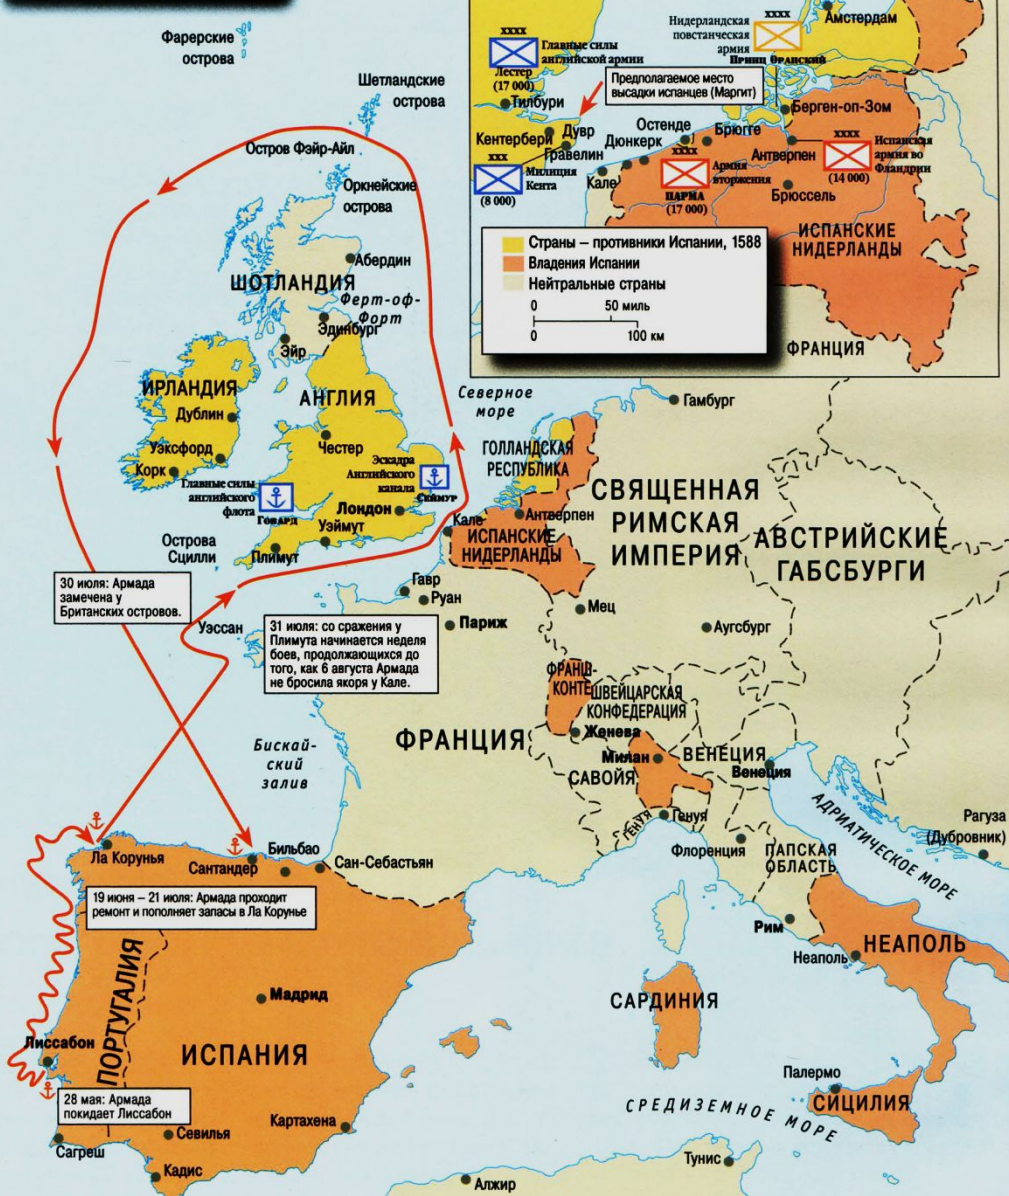 Фарерские
острова
Шетландские
острова
Остров Фэйр-Айл
Оркнейские
острова
Абердин
ШОТЛАНДИЯ
Ферт-оф-
Форт
Эдинбург
Эйр
ИРЛАНДИЯ
АНГЛИЯ
Дублин
Честер
Уэксфорд
Корк
Эскадра
Английского
канала
СЕЙМУР
Главные силы
английского
флота
ГОВАРД
Лондон
Уэймут
Плимут
Острова
Сцилли
30 июля: Армада
замечена у
Британских островов.
Уэссан
31 июля: со сражения у
Плимута начинается неделя
боев, продолжающихся до
того, как 6 августа Армада
не бросила якоря у Кале.
Северное
море
Гамбург
ГОЛЛАНДСКАЯ
РЕСПУБЛИКА
СВЯЩЕННАЯ
РИМСКАЯ
ИМПЕРИЯ
АВСТРИЙСКИЕ
ГАБСБУРГИ
Кале
Антверпен
ИСПАНСКИЕ
НИДЕРЛАНДЫ
Гавр
Руан
Париж
Мец
Аугсбург
ФРАНШ-
КОНТЕ
ШВЕЙЦАРСКАЯ
КОНФЕДЕРАЦИЯ
Женева
ФРАНЦИЯ
Милан
ВЕНЕЦИЯ
Венеция
САВОЙЯ
ГЕНУЯ
Генуя
Флоренция
ПАПСКАЯ
ОБЛАСТЬ
АДРИАТИЧЕСКОЕ МОРЕ
Рагуза
(Дубровник)
Бискай-
ский
залив
Ла Корунья
Сантандер
Бильбао
Сан-Себастьян
19 июня – 21 июля: Армада проходит
ремонт и пополняет запасы в Ла Корунье
Рим
Неаполь
НЕАПОЛЬ
ПОРТУГАЛИЯ
Мадрид
САРДИНИЯ
Лиссабон
ИСПАНИЯ
28 мая: Армада
покидает Лиссабон
Картахена
Севилья
Сагреш
Кадис
Палермо
СИЦИЛИЯ
СРЕДИЗЕМНОЕ МОРЕ
Тунис
Алжир
XXXX
Главные силы
английской армии
Лестер
(17 000)
Нидерландская
повстанческая
армия
XXXX
ПРИНЦ ОРАНСКИЙ
Амстердам
Предполагаемое место
высадки испанцев (Маргит)
Тилбури
Берген-оп-Зом
Кентербери
Дувр
Остенде
Брюгге
Дюнкерк
Гравелин
Антверпен
XXXX
Испанская
армия во
Фландрии
(14 000)
XXX
Милиция
Кента
(8 000)
Кале
XXXX
Армия
вторжения
ПАРМА
(17 000)
Брюссель
ИСПАНСКИЕ
НИДЕРЛАНДЫ
Страны – противники Испании, 1588
Владения Испании
Нейтральные страны
0 50 миль
0 100 км
ФРАНЦИЯ